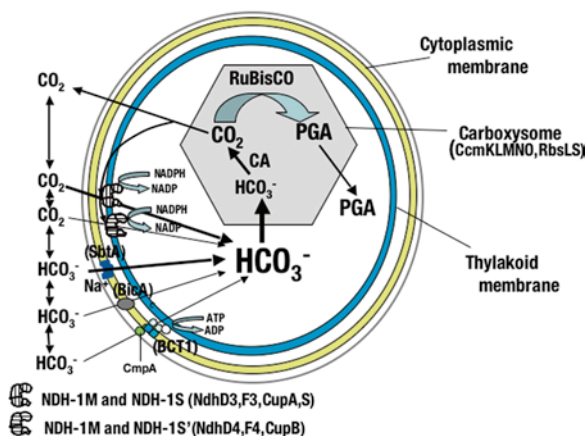 Cytoplasmic
membrane
RuBisCO
CO₂
CO₂
PGA
Carboxysome
(CcmKLMNO,RbsLS)
CA
CO₂
NADPH
NADP
HCO₃⁻
PGA
CO₂
NADPH
NADP
(SbtA)
HCO₃⁻
HCO₃⁻
Thylakoid
membrane
Na⁺
(BicA)
HCO₃⁻
ATP
ADP
(BCT1)
HCO₃⁻
CmpA
NDH-1M and NDH-1S (NdhD3,F3,CupA,S)
NDH-1M and NDH-1S'(NdhD4,F4,CupB)